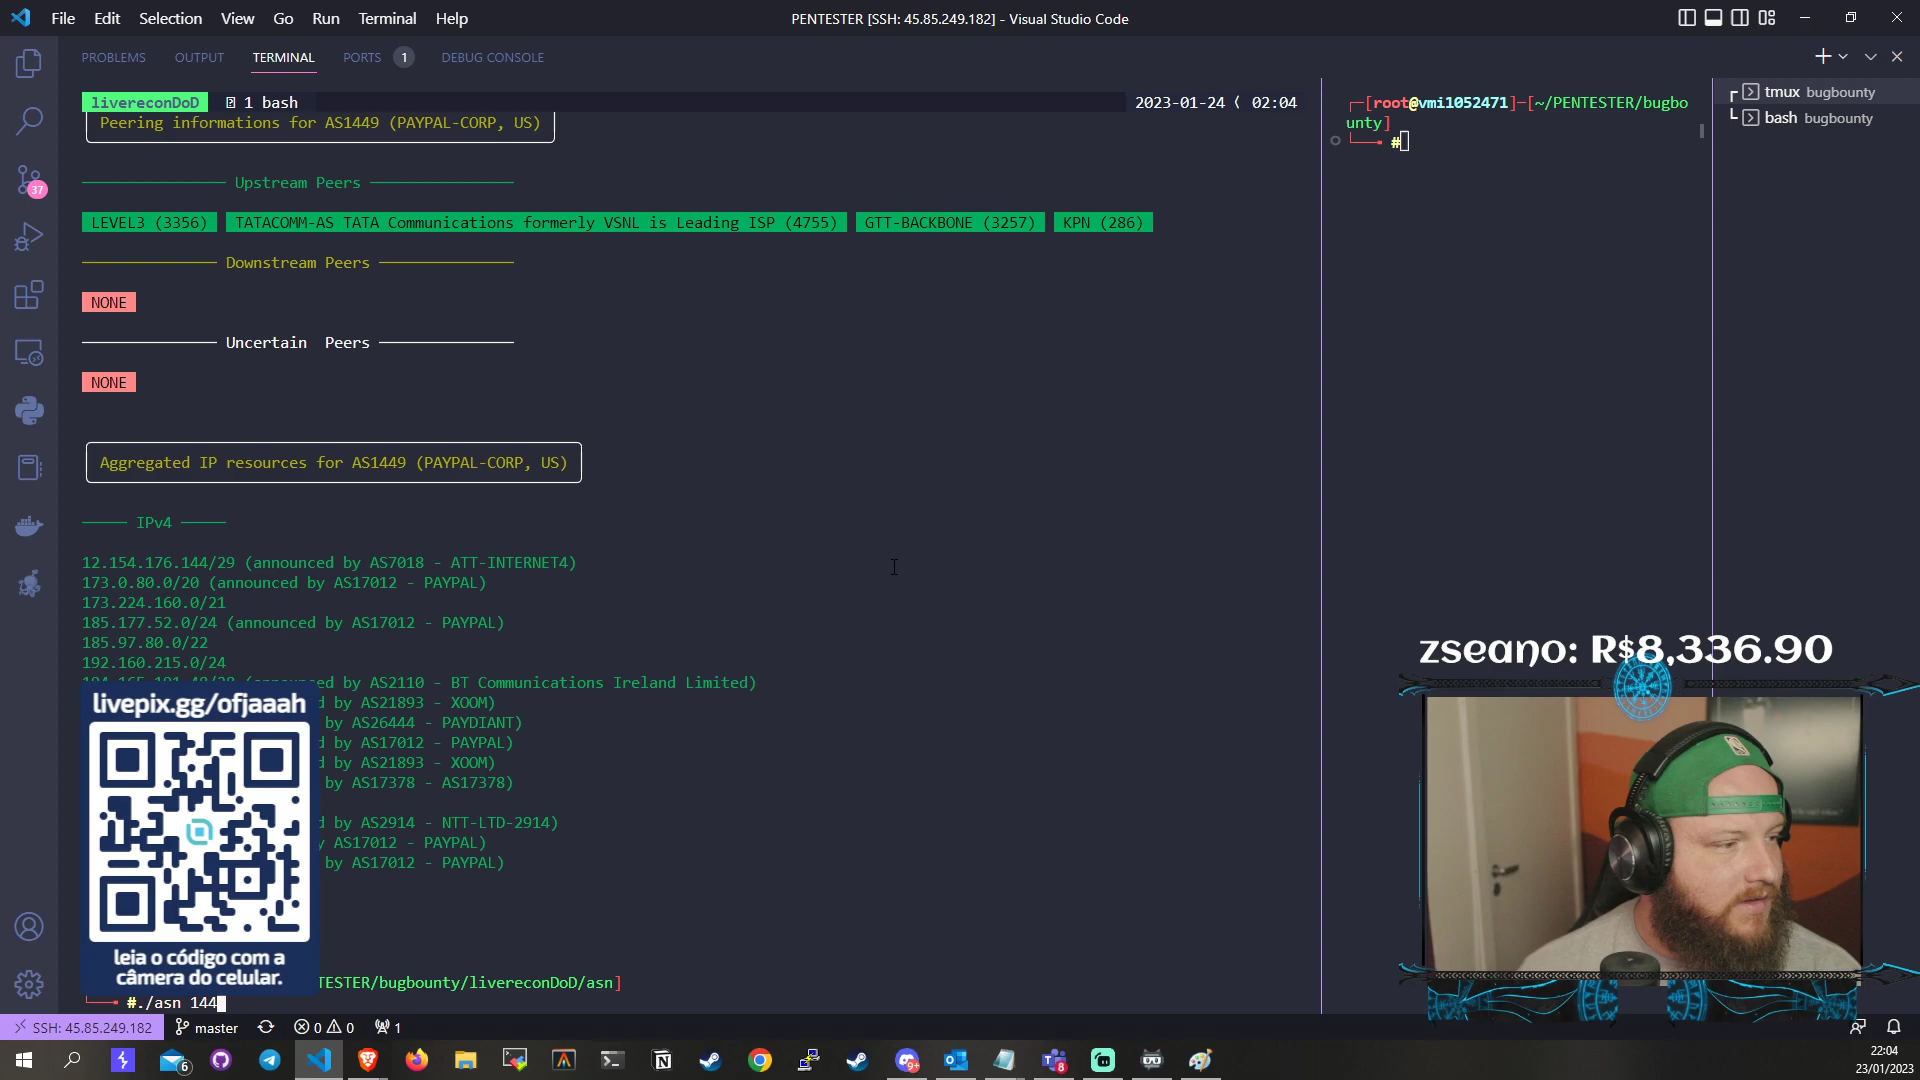 File Edit Selection View Go Run Terminal Help
PENTESTER [SSH: 45.85.249.182] - Visual Studio Code
PROBLEMS OUTPUT TERMINAL PORTS 1 DEBUG CONSOLE
livereconDoD 1 bash 2023-01-24 ⟨ 02:04
Peering informations for AS1449 (PAYPAL-CORP, US)
Upstream Peers
LEVEL3 (3356) TATACOMM-AS TATA Communications formerly VSNL is Leading ISP (4755) GTT-BACKBONE (3257) KPN (286)
Downstream Peers
NONE
Uncertain Peers
NONE
Aggregated IP resources for AS1449 (PAYPAL-CORP, US)
IPv4
12.154.176.144/29 (announced by AS7018 - ATT-INTERNET4)
173.0.80.0/20 (announced by AS17012 - PAYPAL)
173.224.160.0/21
185.177.52.0/24 (announced by AS17012 - PAYPAL)
185.97.80.0/22
192.160.215.0/24
by AS2110 - BT Communications Ireland Limited)
by AS21893 - XOOM)
by AS26444 - PAYDIANT)
by AS17012 - PAYPAL)
by AS21893 - XOOM)
by AS17378 - AS17378)
by AS2914 - NTT-LTD-2914)
AS17012 - PAYPAL)
by AS17012 - PAYPAL)
TESTER/bugbounty/livereconDoD/asn]
#./asn 144
[root@vmi1052471]-[~/PENTESTER/bugbo
unty]
#
tmux bugbounty
bash bugbounty
37
livepix.gg/ofjaaah
leia o código com a
câmera do celular.
zseano: R$8,336.90
SSH: 45.85.249.182 master 0 0 1
6
9+
8
22:04
23/01/2023